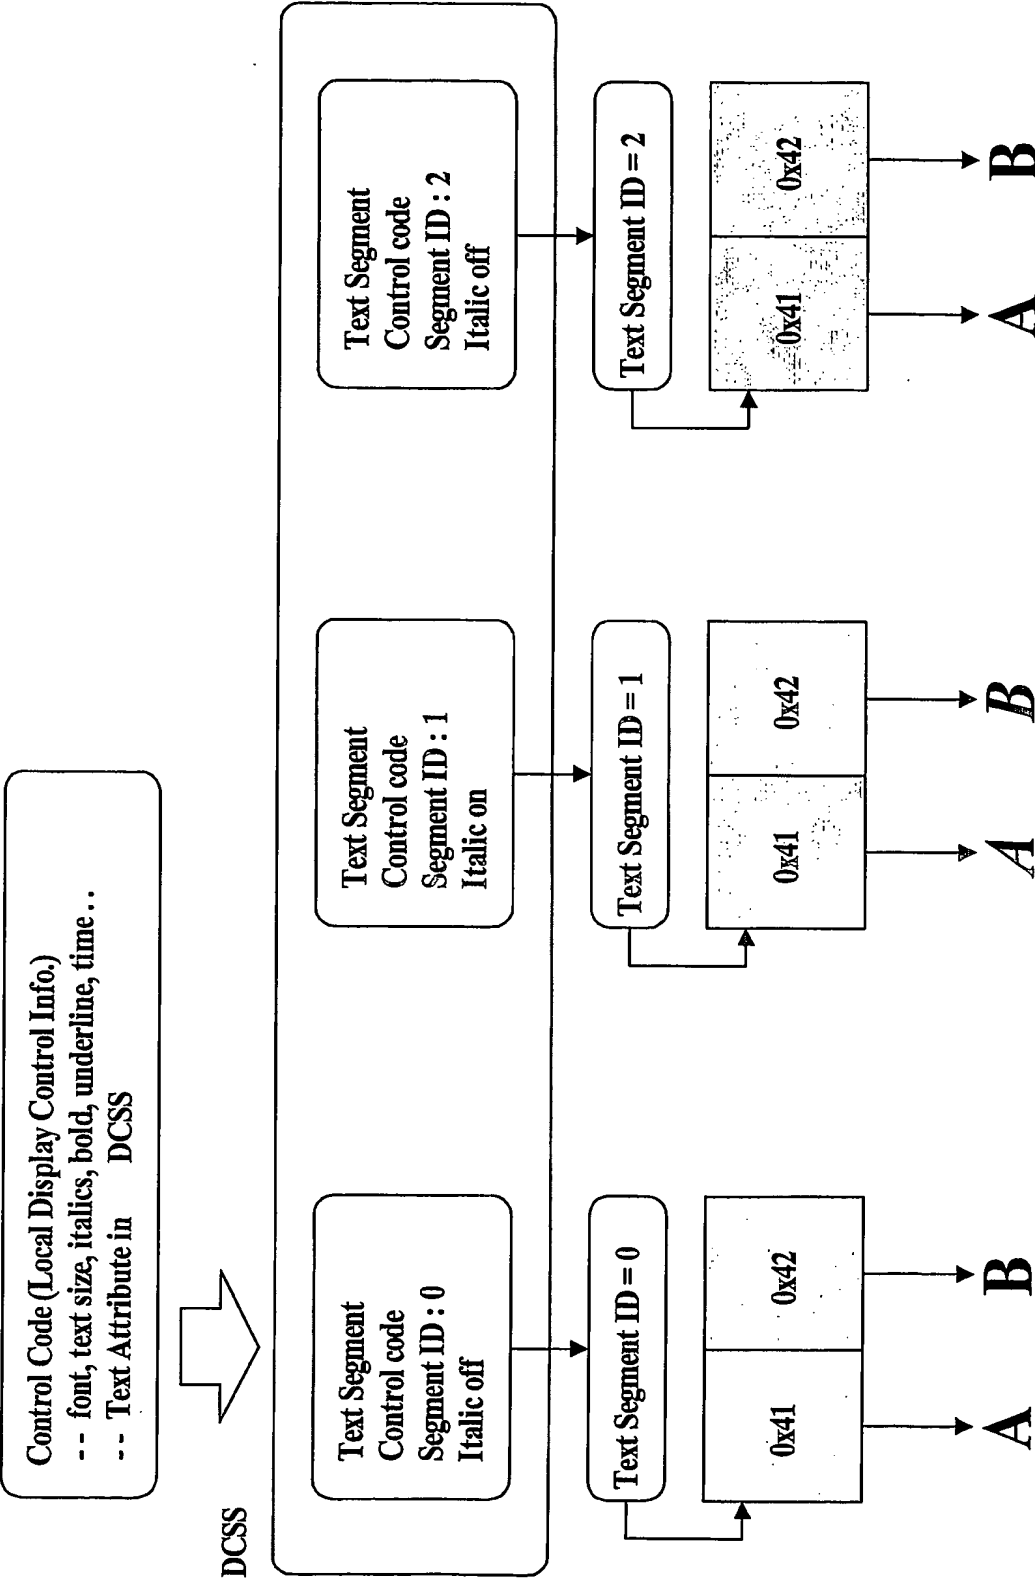 Control Code (Local Display Control Info.)
-- font, text size, italics, bold, underline, time..
-- Text Attribute in DCSS
DCSS
Text Segment
Control code
Segment ID : 0
Italic off
Text Segment
Control code
Segment ID : 1
Italic on
Text Segment
Control code
Segment ID : 2
Italic off
Text Segment ID = 0
Text Segment ID = 1
Text Segment ID = 2
0x41 0x42
0x41 0x42
0x41 0x42
A B
A B
A B